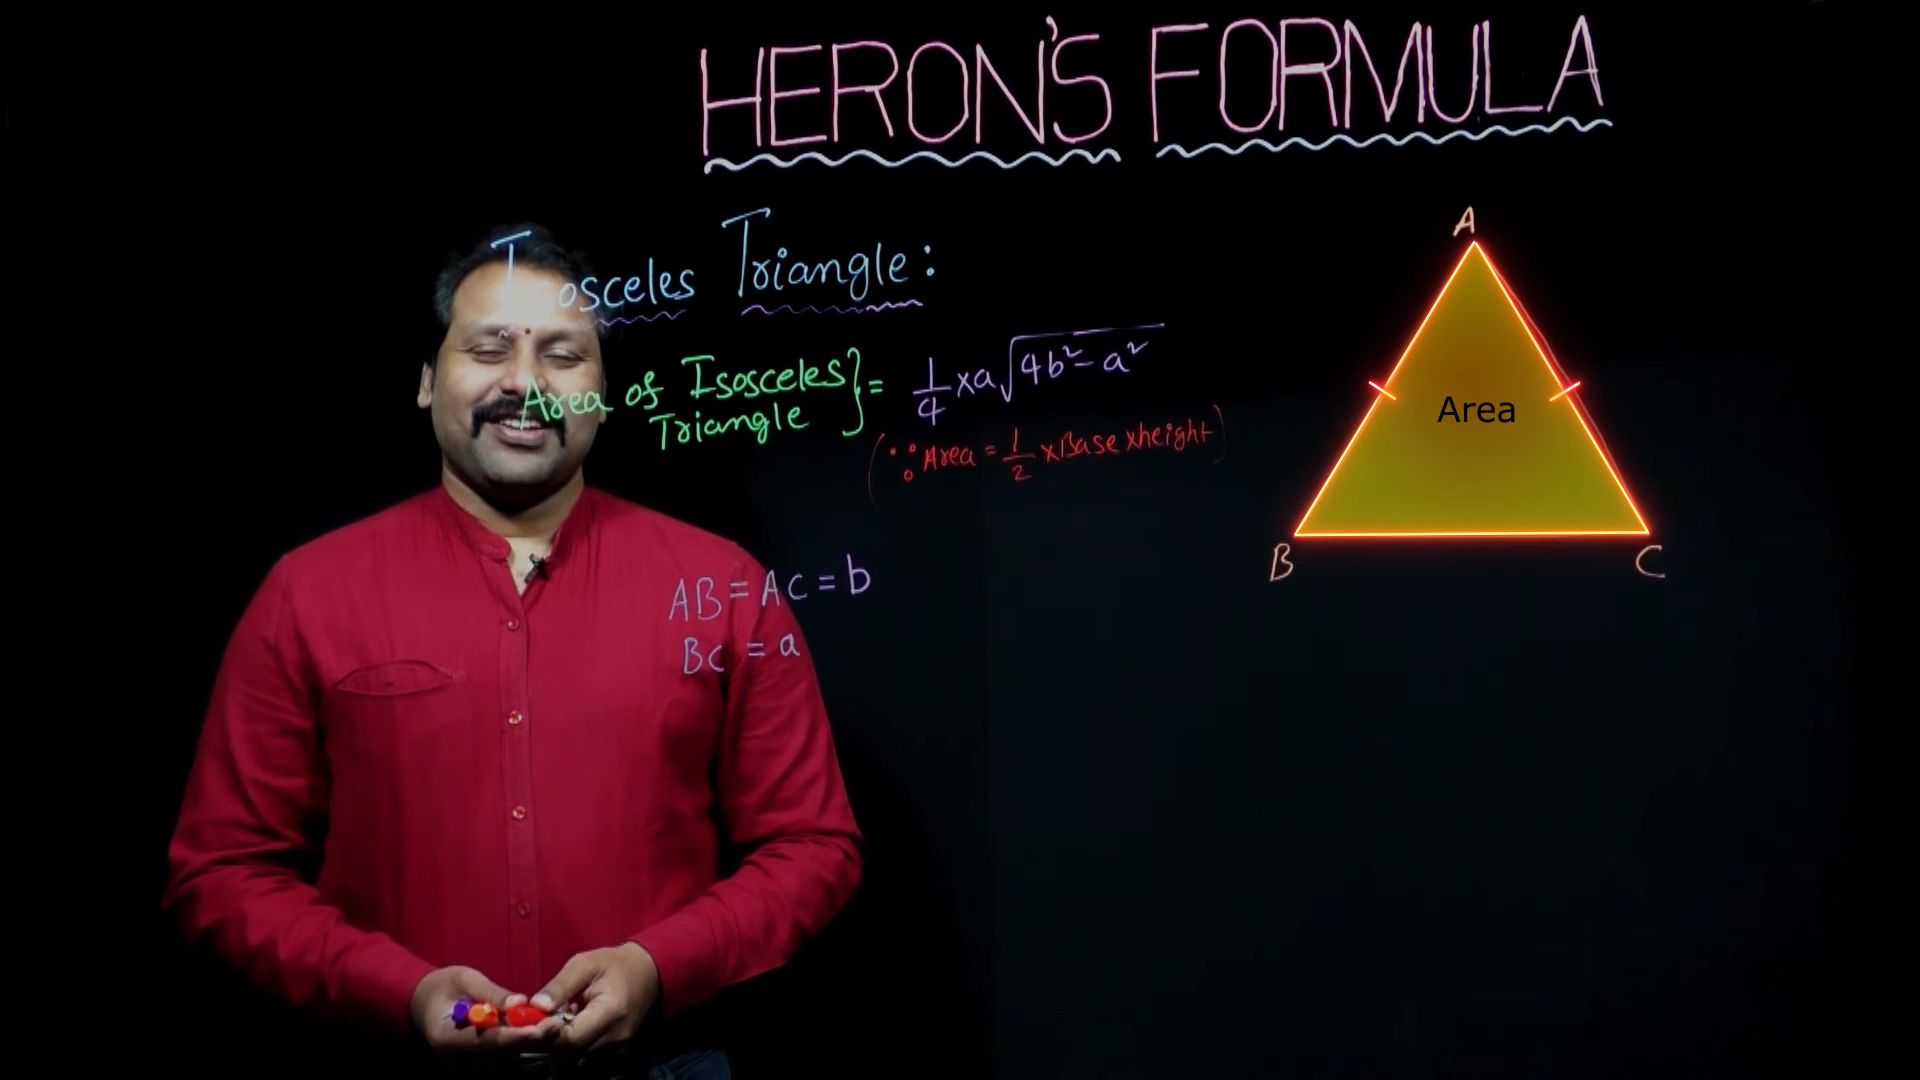 HERON'S FORMULA
Isosceles Triangle:
Area of Isosceles Triangle} = 1/4 × a√(4b² - a²)
(∵ Area = 1/2 × Base × height)
AB = AC = b
BC = a
A
Area
B
C